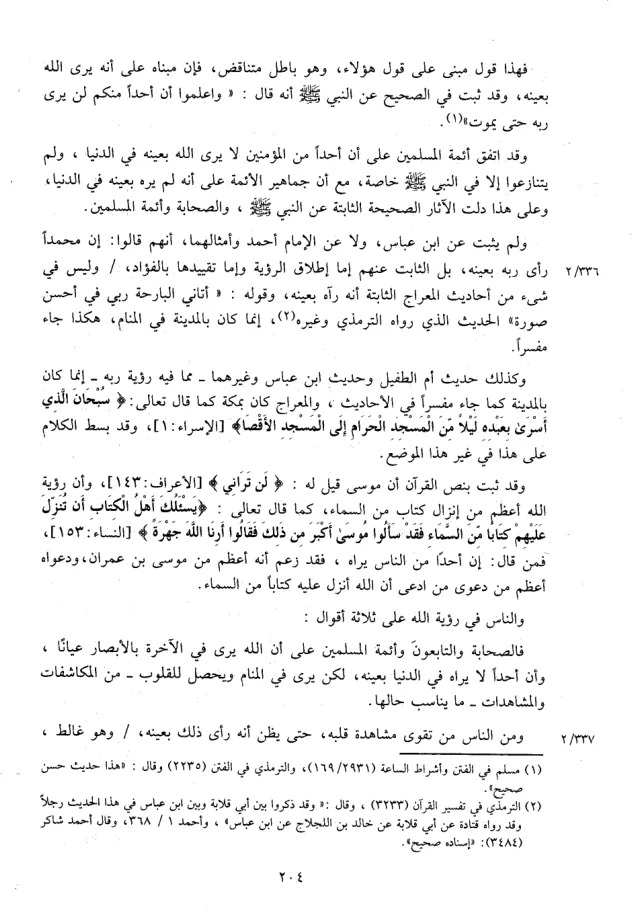 فهذا قول مبنى على قول هؤلاء، وهو باطل متناقض، فإن مبناه على أنه يرى الله
بعينه، وقد ثبت في الصحيح عن النبي ﷺ أنه قال : « واعلموا أن أحداً منكم لن يرى
ربه حتى يموت»(١).
وقد اتفق أئمة المسلمين على أن أحداً من المؤمنين لا يرى الله بعينه في الدنيا ، ولم
يتنازعوا إلا في النبي ﷺ خاصة، مع أن جماهير الأئمة على أنه لم يره بعينه في الدنيا،
وعلى هذا دلت الآثار الصحيحة الثابتة عن النبي ﷺ ، والصحابة وأئمة المسلمين.
ولم يثبت عن ابن عباس، ولا عن الإمام أحمد وأمثالهما، أنهم قالوا: إن محمداً
٢/٣٣٦ رأى ربه بعينه، بل الثابت عنهم إما إطلاق الرؤية وإما تقييدها بالفؤاد، / وليس في
شىء من أحاديث المعراج الثابتة أنه رآه بعينه، وقوله : « أتاني البارحة ربي في أحسن
صورة» الحديث الذي رواه الترمذي وغيره(٢)، إنما كان بالمدينة في المنام، هكذا جاء
مفسراً.
وكذلك حديث أم الطفيل وحديث ابن عباس وغيرهما ـ مما فيه رؤية ربه ـ إنما كان
بالمدينة كما جاء مفسراً في الأحاديث ، والمعراج كان بمكة كما قال تعالى: ﴿ سُبْحَانَ الَّذِي
أَسْرَىٰ بِعَبْدِهِ لَيْلاً مِّنَ الْمَسْجِدِ الْحَرَامِ إِلَى الْمَسْجِدِ الأَقْصَا﴾ [الإسراء:١]، وقد بسط الكلام
على هذا في غير هذا الموضع.
وقد ثبت بنص القرآن أن موسى قيل له : ﴿ لَن تَرَانِي ﴾ [الأعراف:١٤٣]، وأن رؤية
الله أعظم من إنزال كتاب من السماء، كما قال تعالى : ﴿يَسْئَلُكَ أَهْلُ الْكِتَابِ أَن تُنَزِّلَ
عَلَيْهِمْ كِتَابًا مِّنَ السَّمَاءِ فَقَدْ سَأَلُوا مُوسَىٰ أَكْبَرَ مِن ذَلِكَ فَقَالُوا أَرِنَا اللَّهَ جَهْرَةً ﴾ [النساء:١٥٣]،
فمن قال: إن أحدًا من الناس يراه ، فقد زعم أنه أعظم من موسى بن عمران،ودعواه
أعظم من دعوى من ادعى أن الله أنزل عليه كتاباً من السماء.
والناس في رؤية الله على ثلاثة أقوال :
فالصحابة والتابعون وأئمة المسلمين على أن الله يرى في الآخرة بالأبصار عيانًا ،
وأن أحداً لا يراه في الدنيا بعينه، لكن يرى في المنام ويحصل للقلوب ـ من المكاشفات
والمشاهدات ـ ما يناسب حالها.
٢/٣٣٧ ومن الناس من تقوى مشاهدة قلبه، حتى يظن أنه رأى ذلك بعينه، / وهو غالط ،
(١) مسلم في الفتن وأشراط الساعة (١٦٩/٢٩٣١)، والترمذي في الفتن (٢٢٣٥) وقال : «هذا حديث حسن
صحيح».
(٢) الترمذي في تفسير القرآن (٣٢٣٣) ، وقال :« وقد ذكروا بين أبي قلابة وبين ابن عباس في هذا الحديث رجلاً
وقد رواه قتادة عن أبي قلابة عن خالد بن اللجلاج عن ابن عباس» ، وأحمد ١ / ٣٦٨، وقال أحمد شاكر
(٣٤٨٤): «إسناده صحيح».
٢٠٤